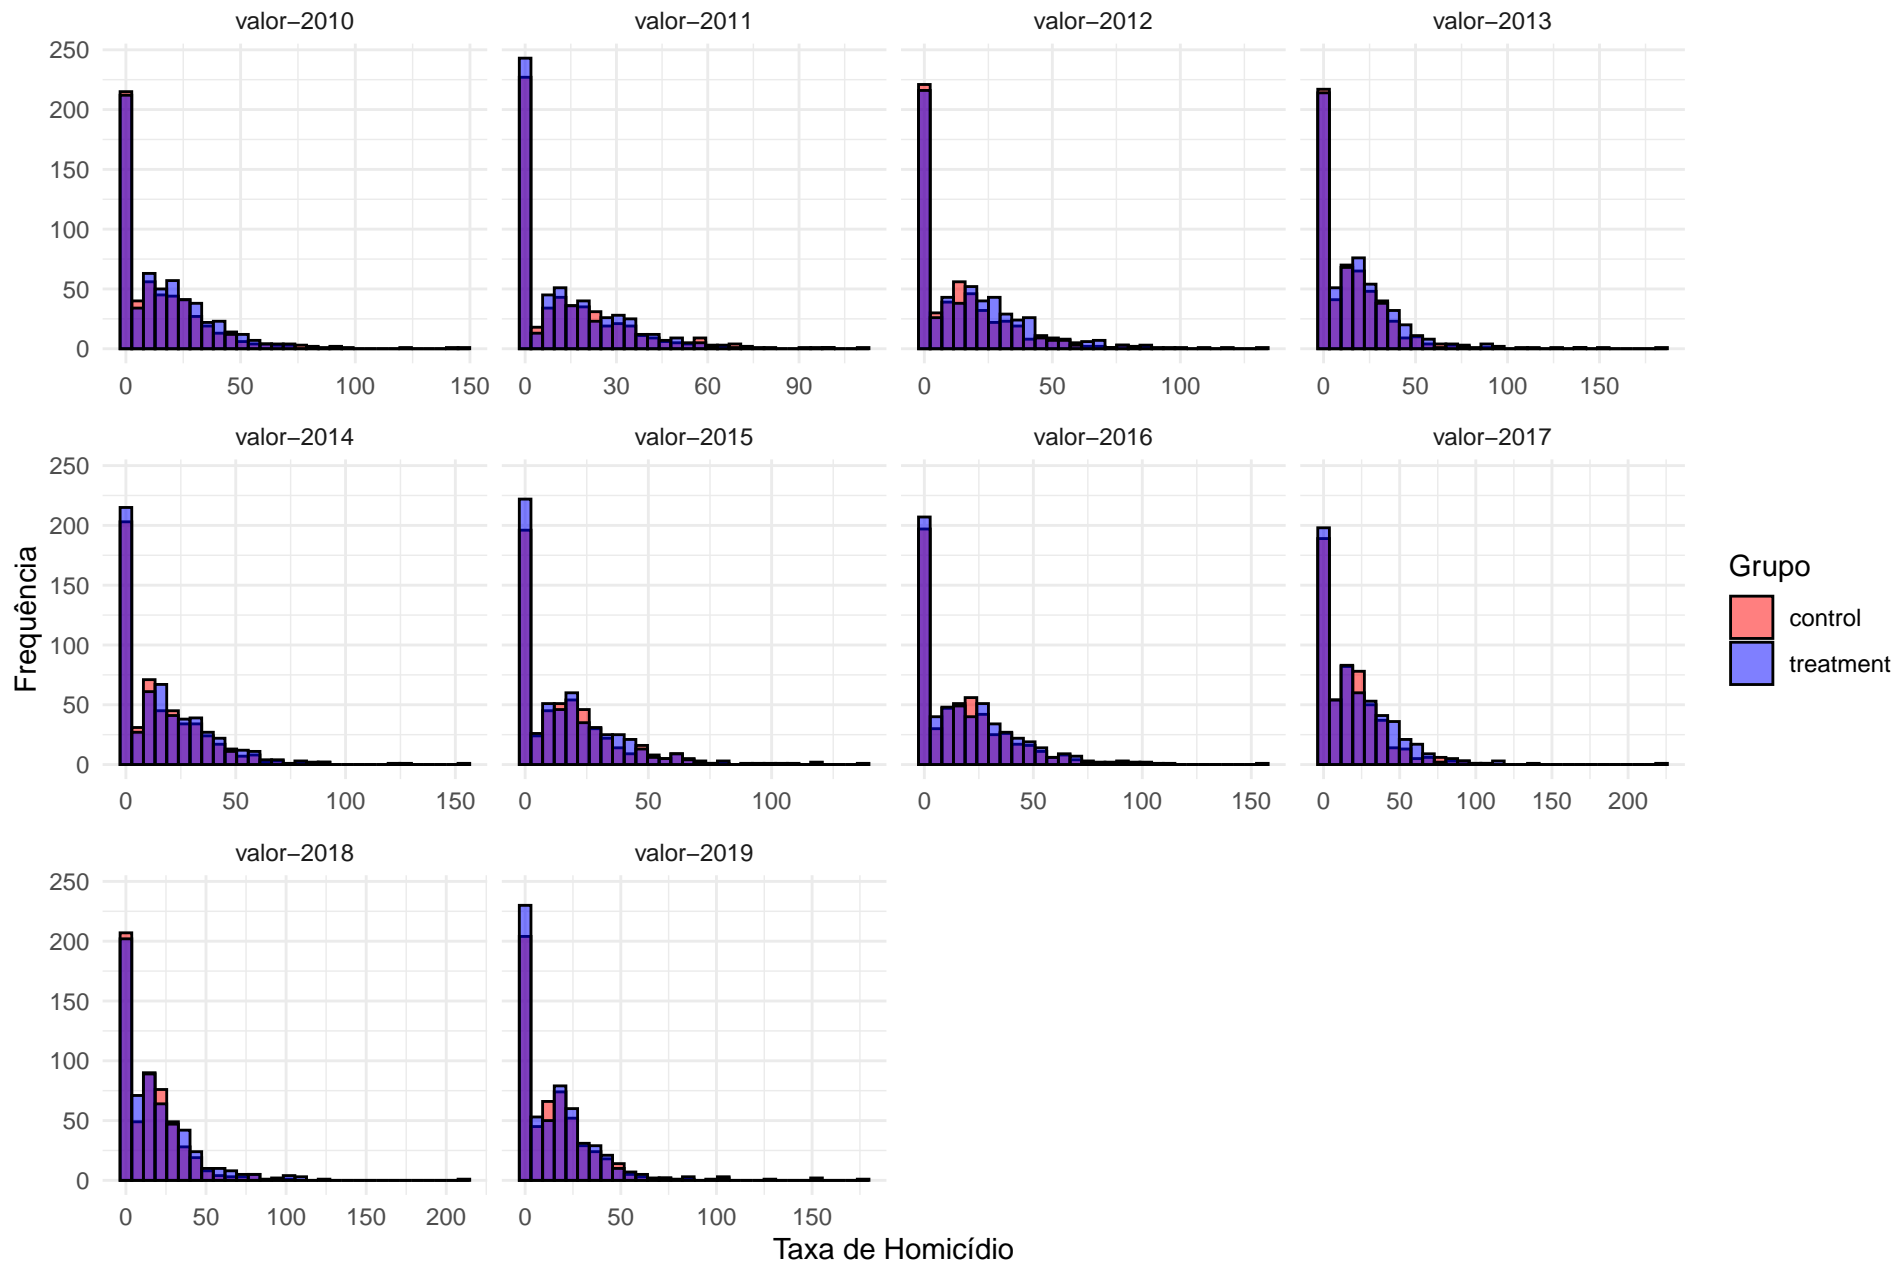 valor−2010 valor−2011 valor−2012 valor−2013
250
200
150
100
50
0
0 50 100 150 0 30 60 90 0 50 100 0 50 100 150
valor−2014 valor−2015 valor−2016 valor−2017
250
200
150
100
50
0
0 50 100 150 0 50 100 0 50 100 150 0 50 100 150 200
valor−2018 valor−2019
250
200
150
100
50
0
0 50 100 150 200 0 50 100 150
Taxa de Homicídio
Frequência
Grupo
control
treatment